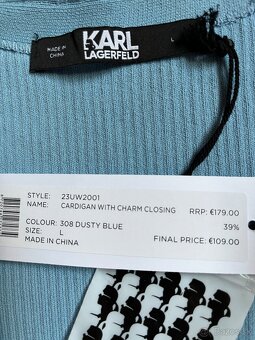 MADE IN
CHINA
KARL
LAGERFELD
L
STYLE: 23UW2001
NAME: CARDIGAN WITH CHARM CLOSING RRP: €179.00
COLOUR: 308 DUSTY BLUE 39%
SIZE: L
MADE IN CHINA FINAL PRICE: €109.00